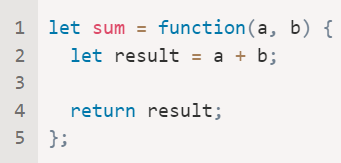 1 let sum = function(a, b) {
2   let result = a + b;
3
4   return result;
5 };